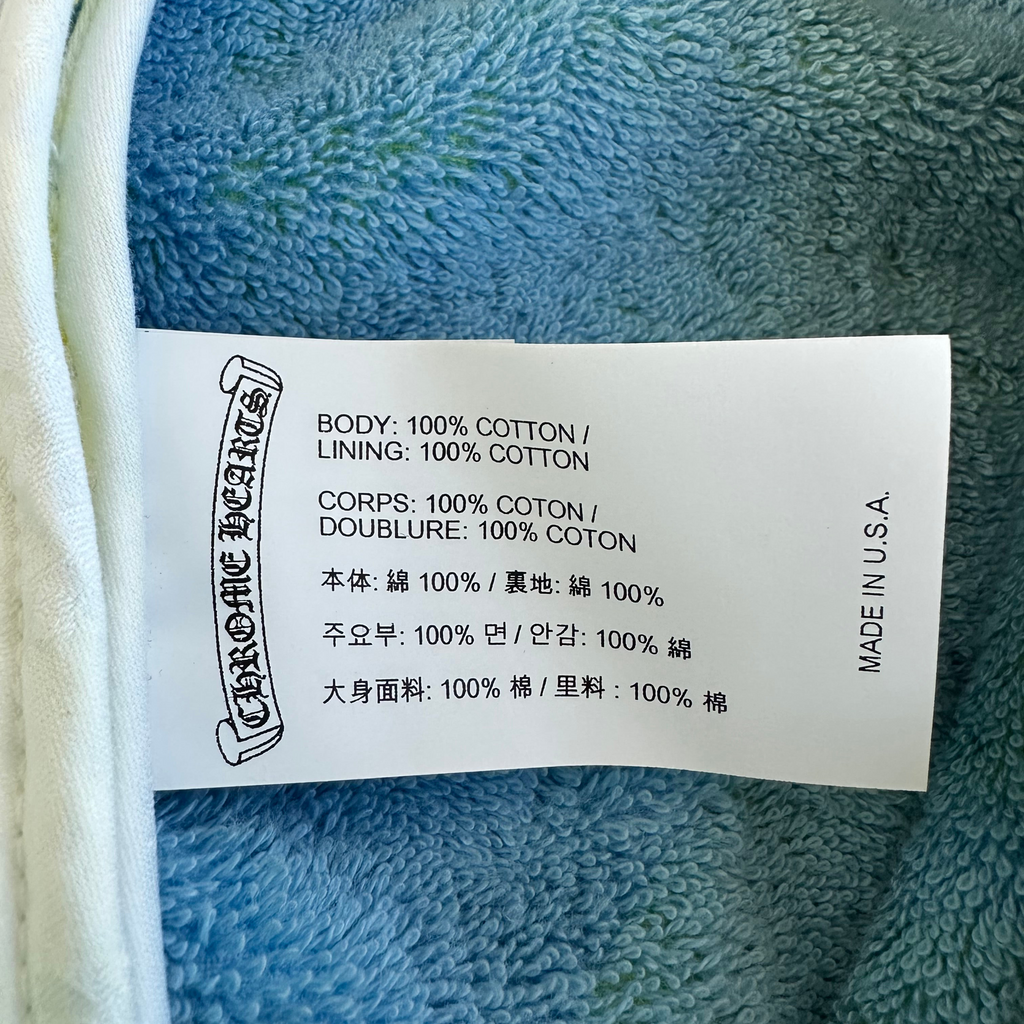 CHROME HEARTS
BODY: 100% COTTON /
LINING: 100% COTTON
CORPS: 100% COTON /
DOUBLURE: 100% COTON
本体: 綿 100% / 裏地: 綿 100%
주요부: 100% 면 / 안감: 100% 綿
大身面料: 100% 棉 / 里料 : 100% 棉
MADE IN U.S.A.